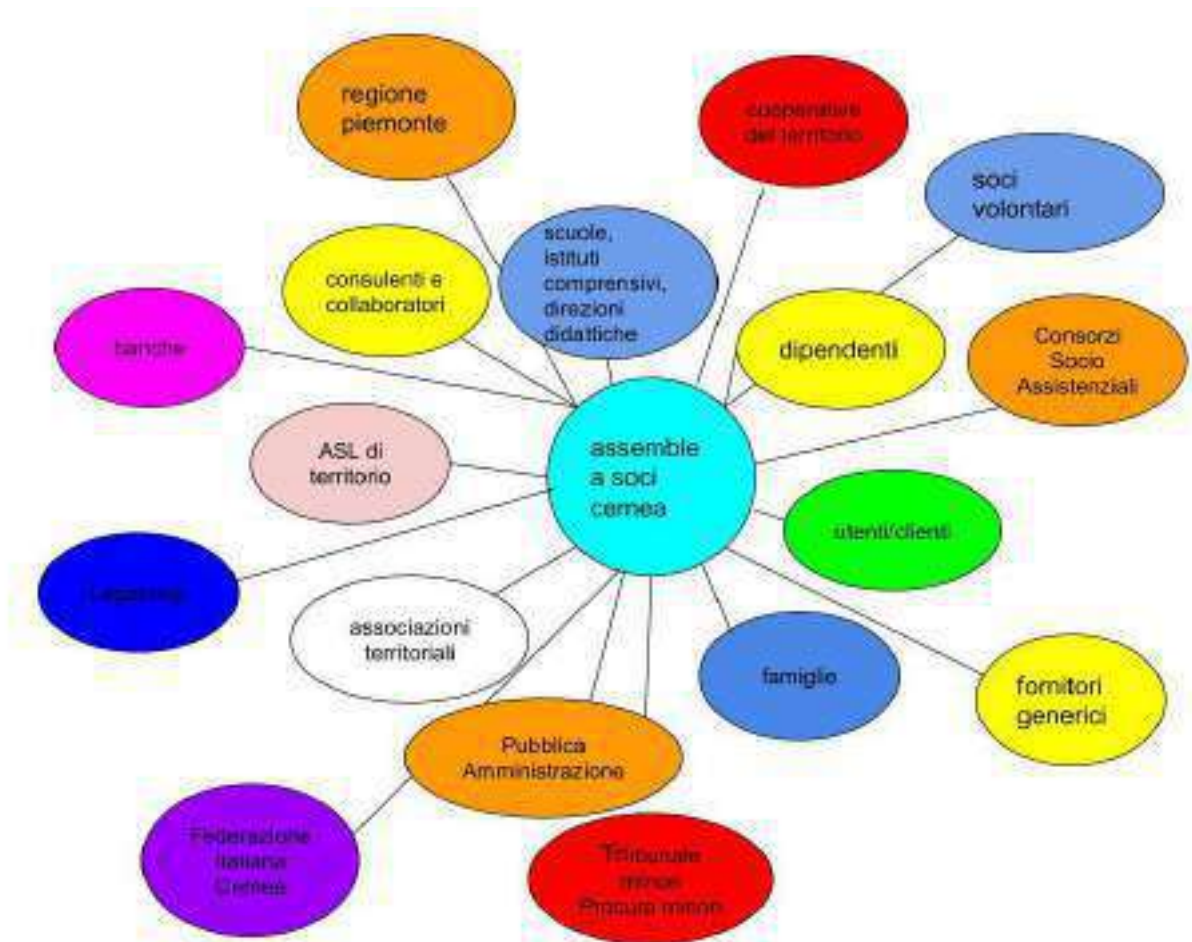 regione
piemonte
cooperative
del territorio
soci
volontari
scuole,
istituti
comprensivi,
direzioni
didattiche
consulenti e
collaboratori
banche
dipendenti
Consorzi
Socio
Assistenziali
ASL di
territorio
assemble
a soci
cemea
utenti/clienti
Legacoop
associazioni
territoriali
famiglie
fornitori
generici
Pubblica
Amministrazione
Federazione
Italiana
Cemea
Tribunale
minori
Procura minori